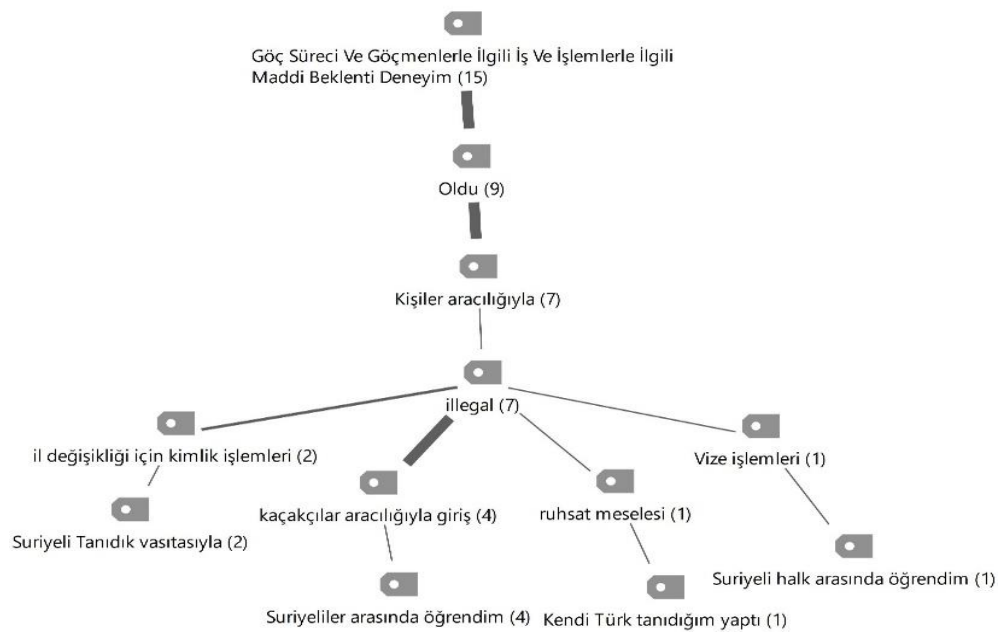 Göç Süreci Ve Göçmenlerle İlgili İş Ve İşlemlerle İlgili
Maddi Beklenti Deneyim (15)
Oldu (9)
Kişiler aracılığıyla (7)
illegal (7)
il değişikliği için kimlik işlemleri (2)
Vize işlemleri (1)
kaçakçılar aracılığıyla giriş (4)
ruhsat meselesi (1)
Suriyeli Tanıdık vasıtasıyla (2)
Suriyeli halk arasında öğrendim (1)
Suriyeliler arasında öğrendim (4)
Kendi Türk tanıdığım yaptı (1)